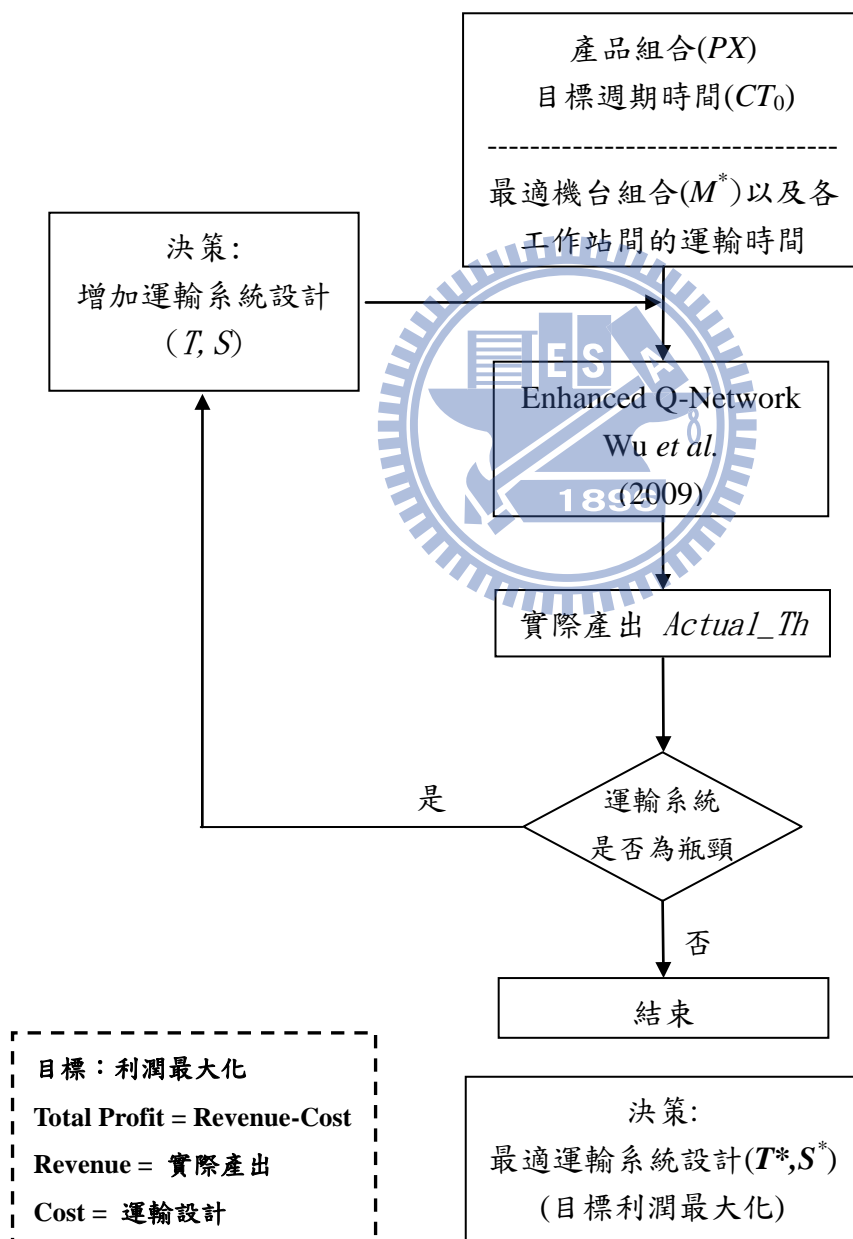 產品組合(PX)
目標週期時間(CT₀)
----------------------------------
最適機台組合(M*)以及各
工作站間的運輸時間
決策:
增加運輸系統設計
(T, S)
E S A
Enhanced Q-Network
Wu et al.
(2009)
1896
實際產出 Actual_Th
運輸系統
是否為瓶頸
是
否
結束
目標：利潤最大化
Total Profit = Revenue-Cost
Revenue = 實際產出
Cost = 運輸設計
決策:
最適運輸系統設計(T*,S*)
(目標利潤最大化)